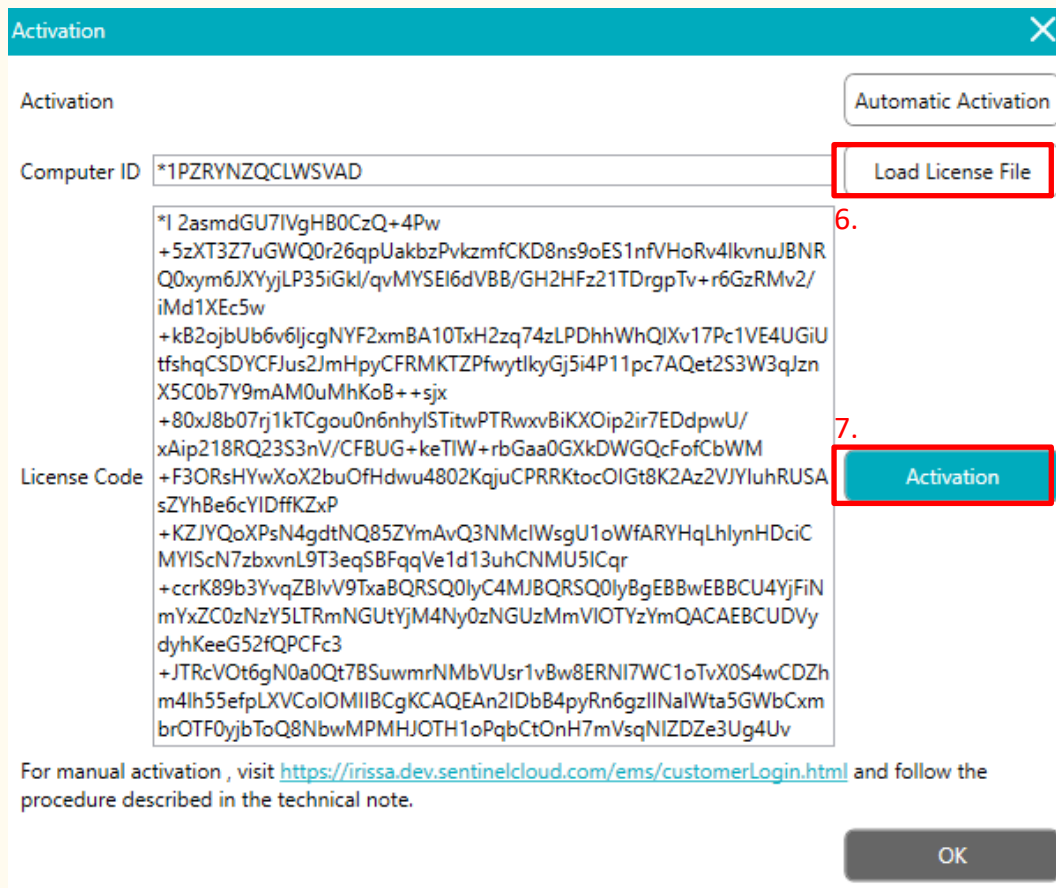 Activation
Activation
Automatic Activation
Computer ID
*1PZRYNZQCLWSVAD
Load License File
6.
*I 2asmdGU7IVgHB0CzQ+4Pw
+5zXT3Z7uGWQ0r26qpUakbzPvkzmfCKD8ns9oES1nfVHoRv4IkvnuJBNR
Q0xym6JXYyjLP35iGkI/qvMYSEI6dVBB/GH2HFz21TDrgpTv+r6GzRMv2/
iMd1XEc5w
+kB2ojbUb6v6ljcgNYF2xmBA10TxH2zq74zLPDhhWhQIXv17Pc1VE4UGiU
tfshqCSDYCFJus2JmHpyCFRMKTZPfwytIkyGj5i4P11pc7AQet2S3W3qJzn
X5C0b7Y9mAM0uMhKoB++sjx
+80xJ8b07rj1kTCgou0n6nhyISTitwPTRwxvBiKXOip2ir7EDdpwU/
xAip218RQ23S3nV/CFBUG+keTIW+rbGaa0GXkDWGQcFofCbWM
+F3ORsHYwXoX2buOfHdwu4802KqjuCPRRKtocOIGt8K2Az2VJYIuhRUSA
sZYhBe6cYIDffKZxP
+KZJYQoXPsN4gdtNQ85ZYmAvQ3NMcIWsgU1oWfARYHqLhIynHDciC
MYIScN7zbxvnL9T3eqSBFqqVe1d13uhCNMU5ICqr
+ccrK89b3YvqZBIvV9TxaBQRSQ0IyC4MJBQRSQ0IyBgEBBwEBBCU4YjFiN
mYxZC0zNzY5LTRmNGUtYjM4Ny0zNGUzMmVlOTYzYmQACAEBCUDVy
dyhKeeG52fQPCFc3
+JTRcVOt6gN0a0Qt7BSuwmrNMbVUsr1vBw8ERNI7WC1oTvX0S4wCDZh
m4Ih55efpLXVCoIOMIIBCgKCAQEAn2IDbB4pyRn6gzIINaIWta5GWbCxm
brOTF0yjbToQ8NbwMPMHJOTH1oPqbCtOnH7mVsqNIZDZe3Ug4Uv
License Code
7.
Activation
For manual activation , visit https://irissa.dev.sentinelcloud.com/ems/customerLogin.html and follow the
procedure described in the technical note.
OK